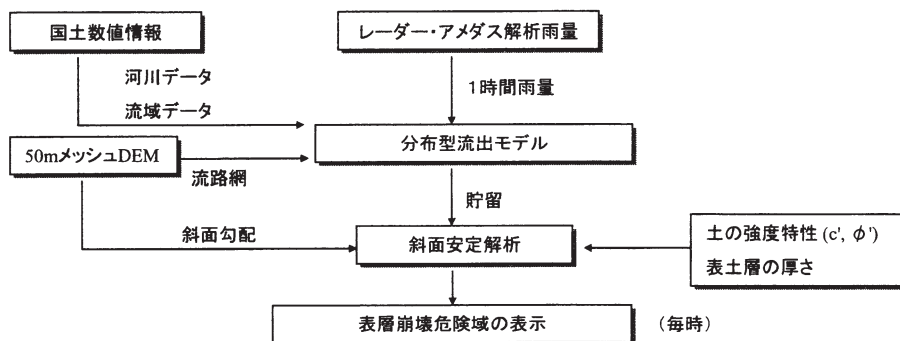 国土数値情報
レーダー・アメダス解析雨量
河川データ
1時間雨量
流域データ
分布型流出モデル
50mメッシュDEM
流路網
貯留
斜面勾配
斜面安定解析
土の強度特性 (c', φ')
表土層の厚さ
表層崩壊危険域の表示
(毎時)